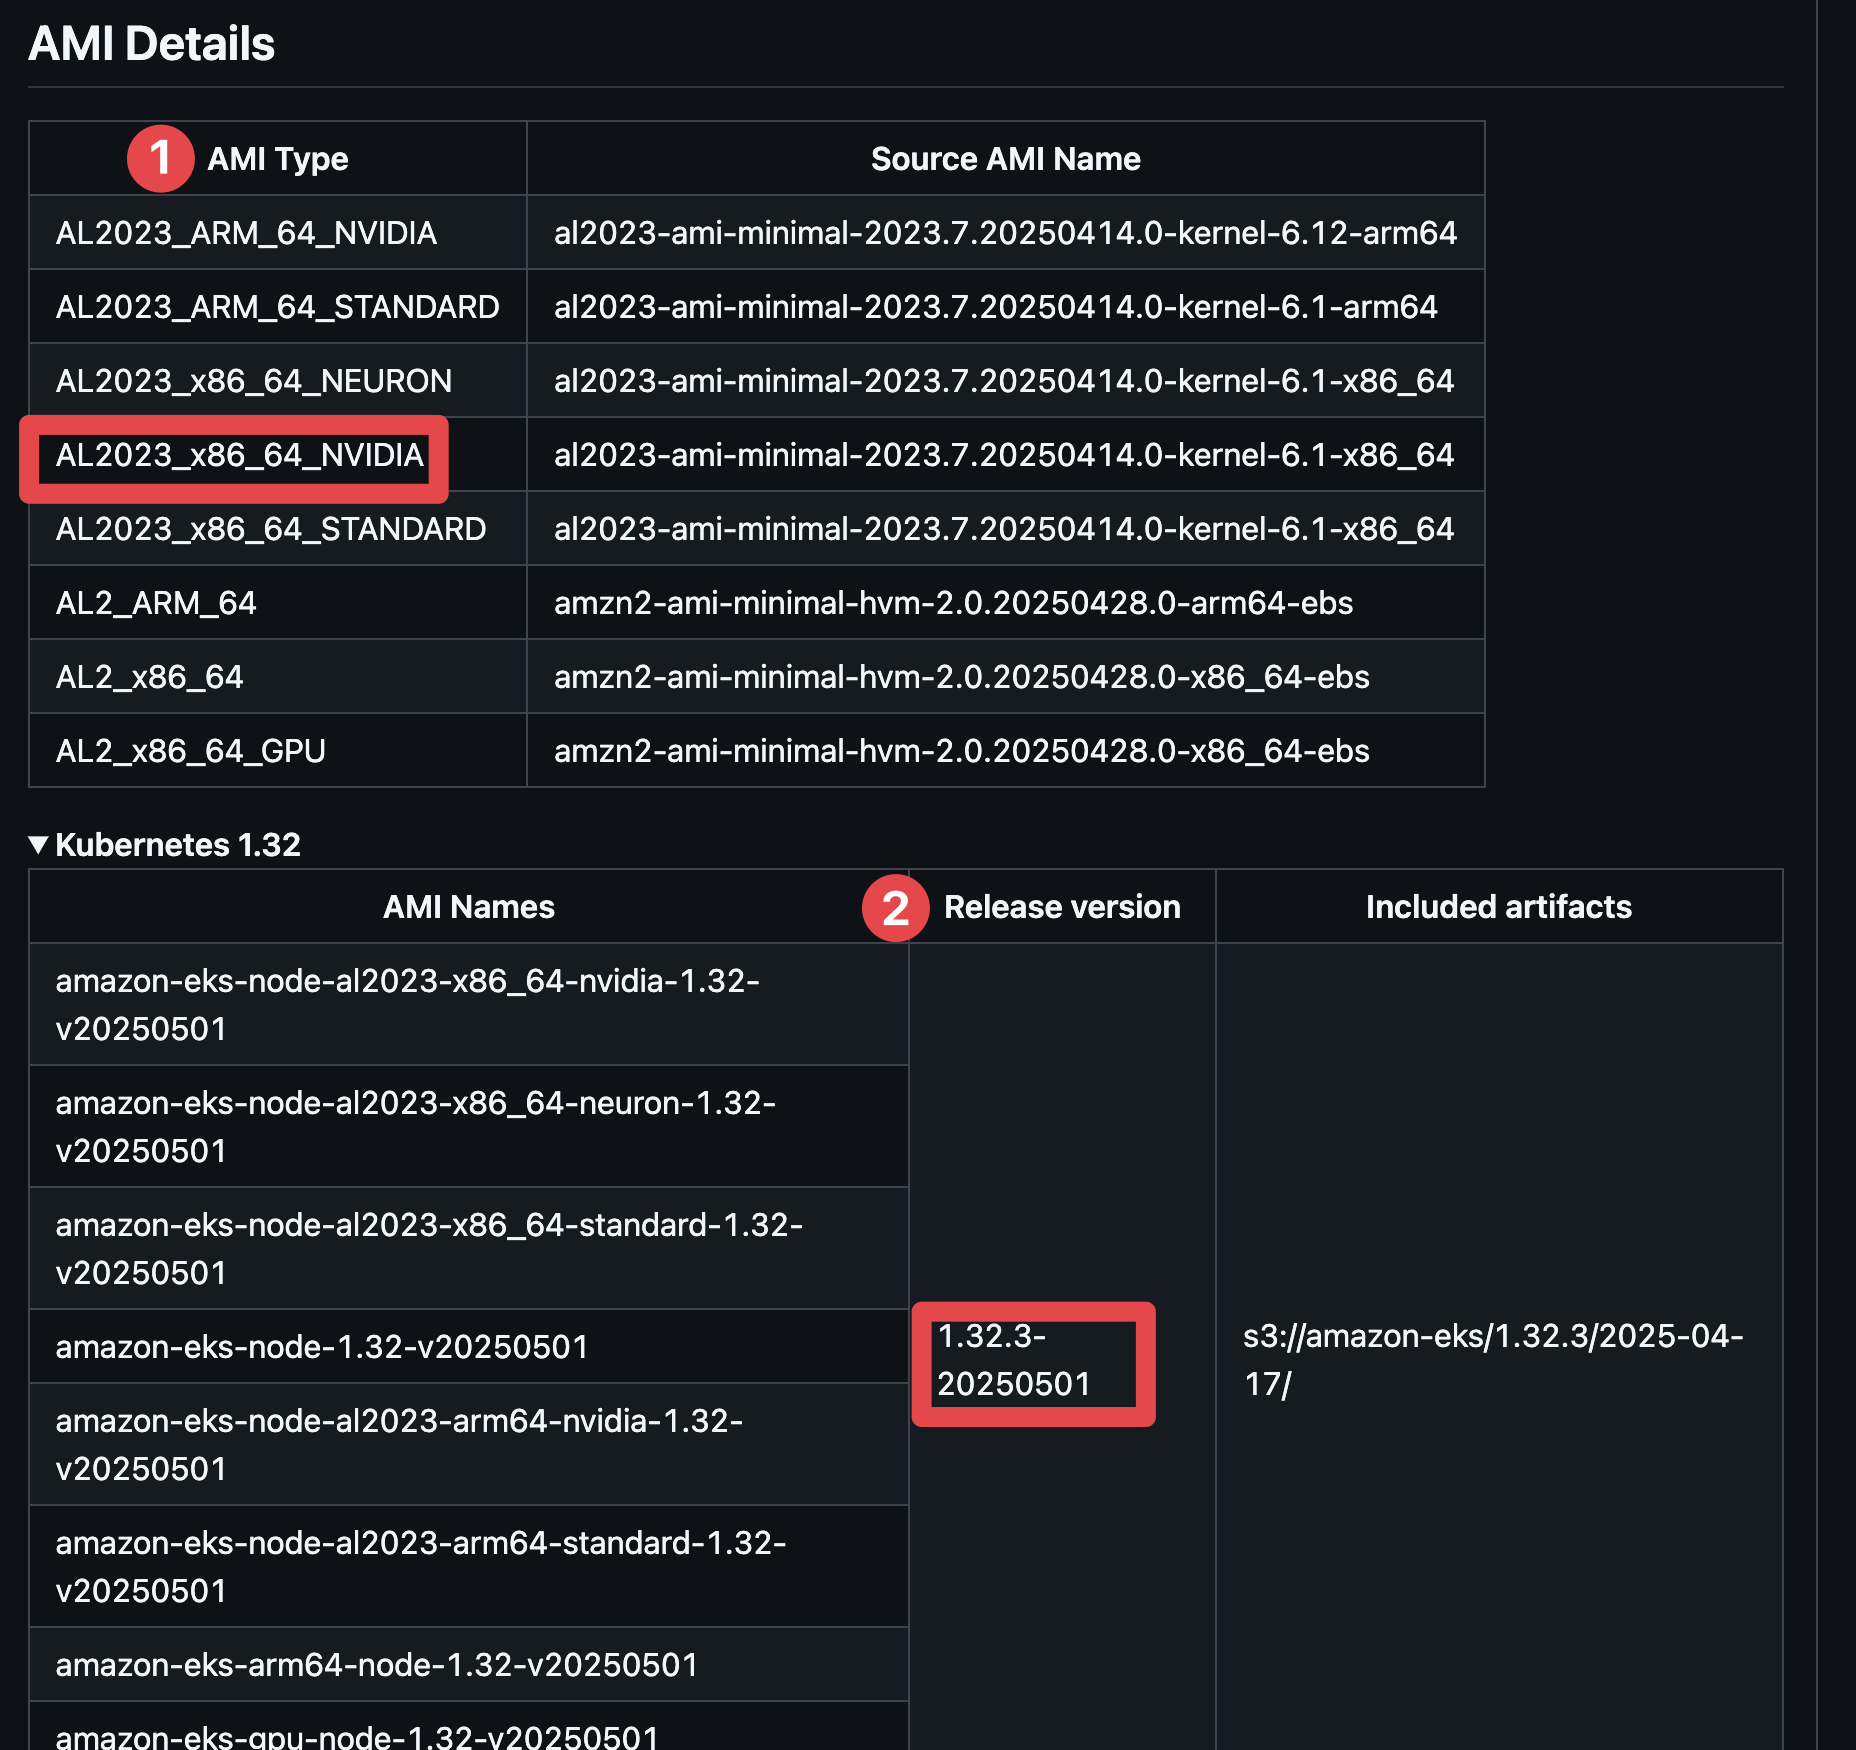 AMI Details
1 AMI Type Source AMI Name
AL2023_ARM_64_NVIDIA al2023-ami-minimal-2023.7.20250414.0-kernel-6.12-arm64
AL2023_ARM_64_STANDARD al2023-ami-minimal-2023.7.20250414.0-kernel-6.1-arm64
AL2023_x86_64_NEURON al2023-ami-minimal-2023.7.20250414.0-kernel-6.1-x86_64
AL2023_x86_64_NVIDIA al2023-ami-minimal-2023.7.20250414.0-kernel-6.1-x86_64
AL2023_x86_64_STANDARD al2023-ami-minimal-2023.7.20250414.0-kernel-6.1-x86_64
AL2_ARM_64 amzn2-ami-minimal-hvm-2.0.20250428.0-arm64-ebs
AL2_x86_64 amzn2-ami-minimal-hvm-2.0.20250428.0-x86_64-ebs
AL2_x86_64_GPU amzn2-ami-minimal-hvm-2.0.20250428.0-x86_64-ebs
▼ Kubernetes 1.32
AMI Names 2 Release version Included artifacts
amazon-eks-node-al2023-x86_64-nvidia-1.32-
v20250501
amazon-eks-node-al2023-x86_64-neuron-1.32-
v20250501
amazon-eks-node-al2023-x86_64-standard-1.32-
v20250501
amazon-eks-node-1.32-v20250501
amazon-eks-node-al2023-arm64-nvidia-1.32-
v20250501
amazon-eks-node-al2023-arm64-standard-1.32-
v20250501
amazon-eks-arm64-node-1.32-v20250501
amazon-eks-gpu-node-1.32-v20250501
1.32.3-
20250501
s3://amazon-eks/1.32.3/2025-04-
17/